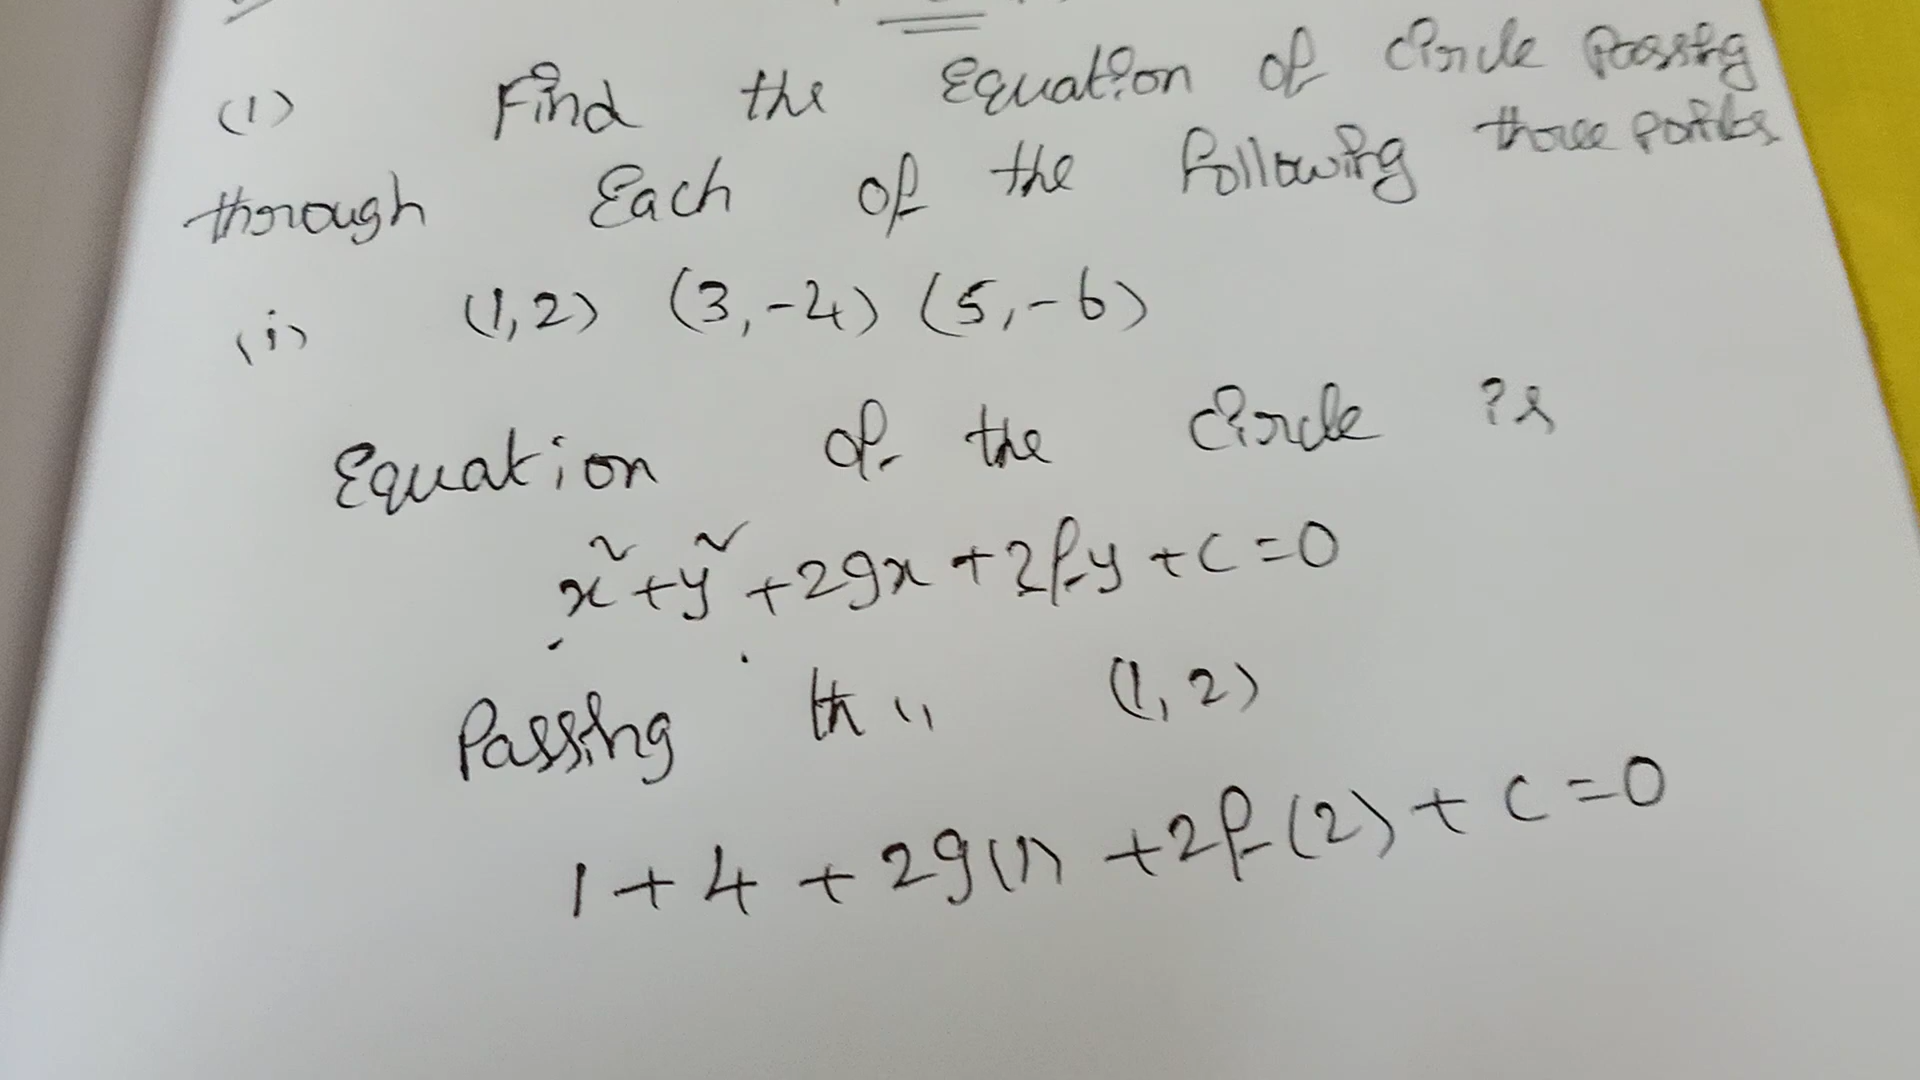 (1) Find the Equation of Circle Passing
through Each of the following three points
(i) (1,2) (3,-4) (5,-6)
Equation of the Circle is
x²+y²+2gx+2fy+c=0
Passing th " (1,2)
1+4+2g(1)+2f(2)+c=0